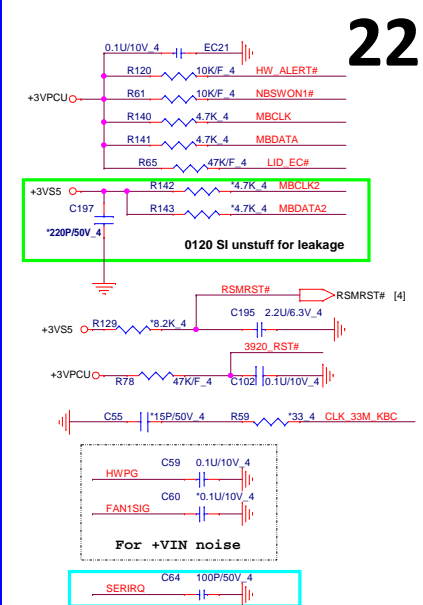 22
0.1U/10V_4 EC21
R120 10K/F_4 HW_ALERT#
+3VPCU R61 10K/F_4 NBSWON1#
R140 4.7K_4 MBCLK
R141 4.7K_4 MBDATA
R65 47K/F_4 LID_EC#
+3VS5 R142 *4.7K_4 MBCLK2
C197 R143 *4.7K_4 MBDATA2
*220P/50V_4
0120 SI unstuff for leakage
RSMRST# RSMRST# [4]
+3VS5 R129 *8.2K_4 C195 2.2U/6.3V_4
3920_RST#
+3VPCU R78 47K/F_4 C102 0.1U/10V_4
C55 *15P/50V_4 R59 *33_4 CLK_33M_KBC
C59 0.1U/10V_4
HWPG
C60 *0.1U/10V_4
FAN1SIG
For +VIN noise
C64 100P/50V_4
SERIRQ